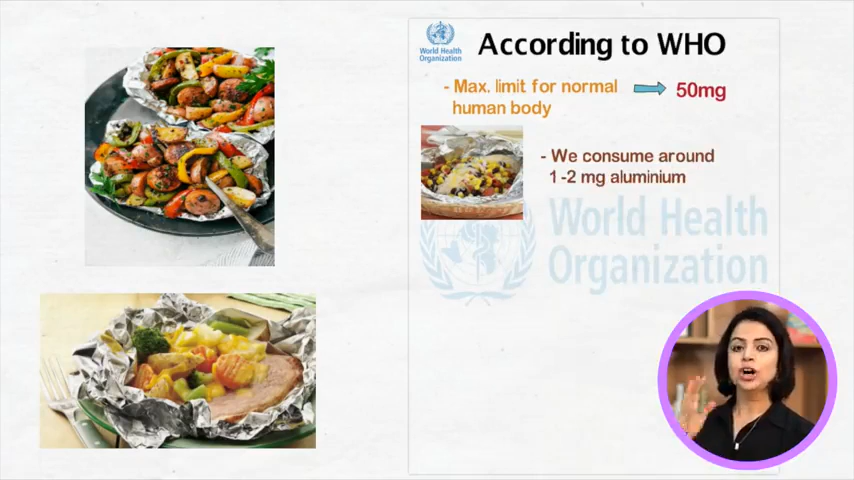 World Health
Organization
According to WHO
- Max. limit for normal
human body
50mg
- We consume around
1-2 mg aluminium
World Health
Organization